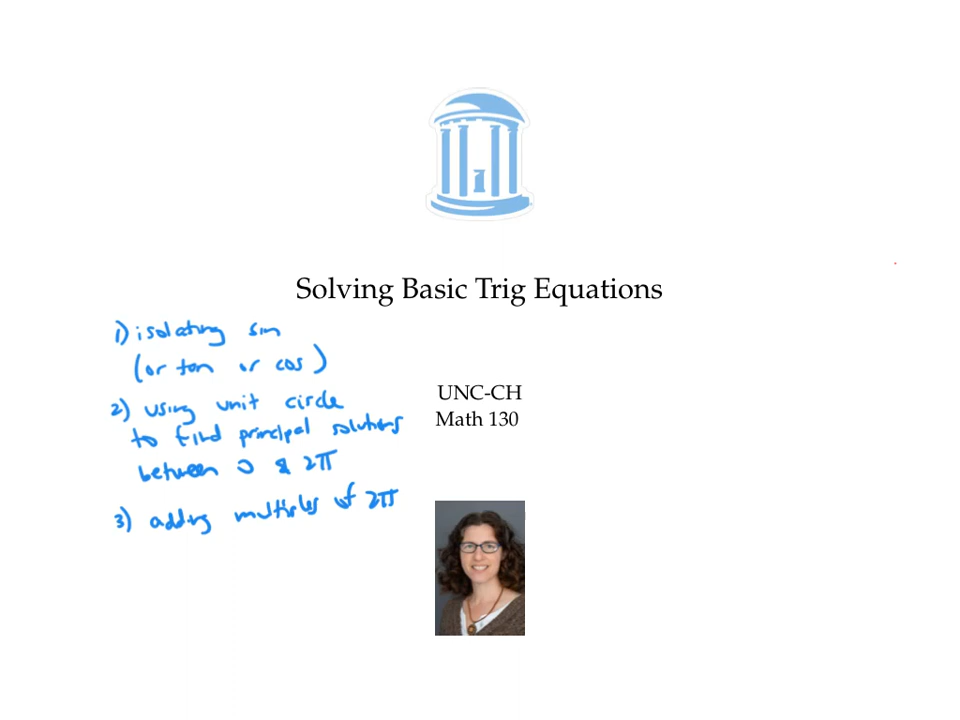 Solving Basic Trig Equations
1) isolating sin
(or tan or cos)
2) using unit circle
to find principal solutions
between 0 & 2π
3) adding multiples of 2π
UNC-CH
Math 130